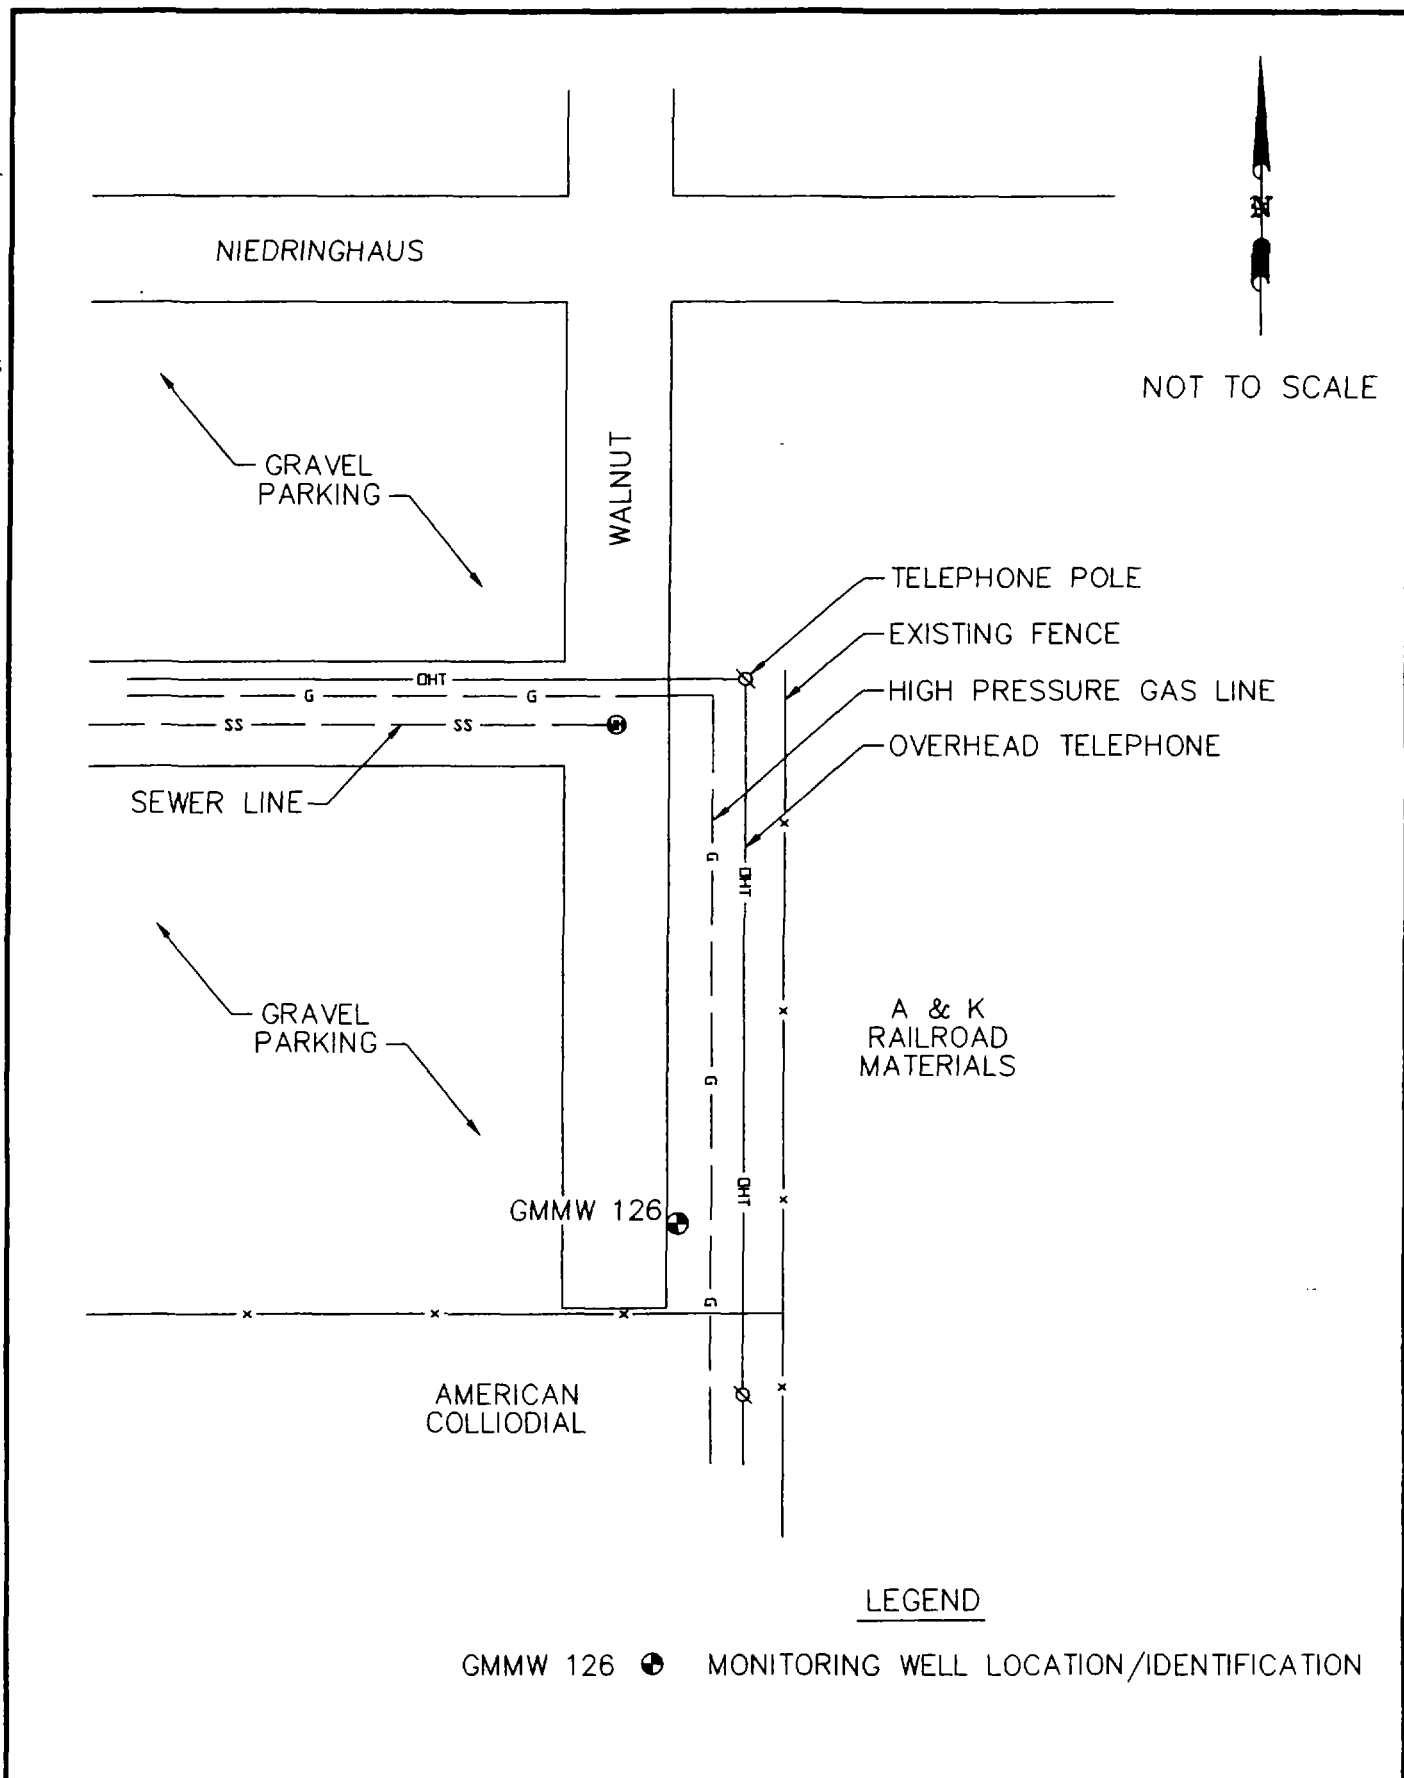 N
NIEDRINGHAUS
NOT TO SCALE
WALNUT
GRAVEL
PARKING
TELEPHONE POLE
EXISTING FENCE
HIGH PRESSURE GAS LINE
OVERHEAD TELEPHONE
OHT
G G
SS SS
MH
SEWER LINE
G
OHT
x
x
A & K
RAILROAD
MATERIALS
GRAVEL
PARKING
G
OHT
x
GMMW 126
G
x x x
x
AMERICAN
COLLIODIAL
LEGEND
GMMW 126 MONITORING WELL LOCATION/IDENTIFICATION